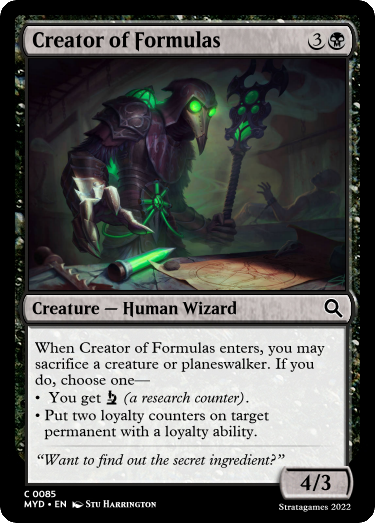 Creator of Formulas 3
Creature — Human Wizard
When Creator of Formulas enters, you may
sacrifice a creature or planeswalker. If you
do, choose one—
• You get (a research counter).
• Put two loyalty counters on target
permanent with a loyalty ability.
“Want to find out the secret ingredient?”
4/3
C 0085
MYD • EN Stu Harrington
Stratagames 2022